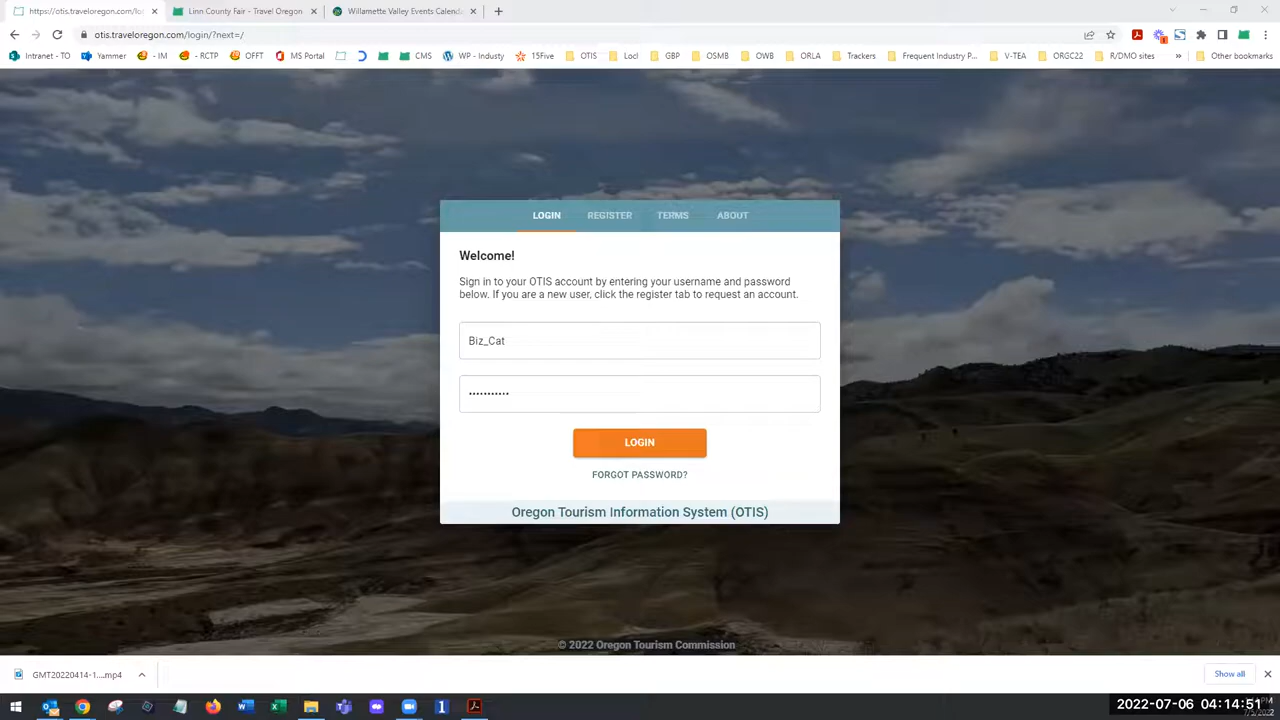 https://otis.traveloregon.com/lo
Linn County Fair - Travel Oregon
Willamette Valley Events Calenda
otis.traveloregon.com/login/?next=/
Intranet - TO
Yammer
- IM
- RCTP
OFFT
MS Portal
CMS
WP - Industy
15Five
OTIS
Locl
GBP
OSMB
OWB
ORLA
Trackers
Frequent Industry P...
V-TEA
ORGC22
R/DMO sites
»
Other bookmarks
LOGIN
REGISTER
TERMS
ABOUT
Welcome!
Sign in to your OTIS account by entering your username and password
below. If you are a new user, click the register tab to request an account.
Biz_Cat
•••••••••••
LOGIN
FORGOT PASSWORD?
Oregon Tourism Information System (OTIS)
© 2022 Oregon Tourism Commission
GMT20220414-1....mp4
Show all
2022-07-06 04:14:51